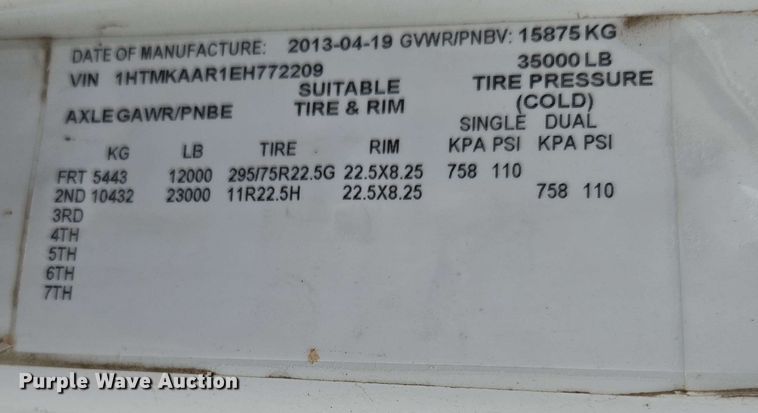 DATE OF MANUFACTURE: 2013-04-19 GVWR/PNBV: 15875 KG
35000 LB
VIN 1HTMKAAR1EH772209
SUITABLE TIRE PRESSURE
AXLE GAWR/PNBE TIRE & RIM (COLD)
SINGLE DUAL
KG LB TIRE RIM KPA PSI KPA PSI
FRT 5443 12000 295/75R22.5G 22.5X8.25 758 110
2ND 10432 23000 11R22.5H 22.5X8.25 758 110
3RD
4TH
5TH
6TH
7TH
Purple Wave Auction